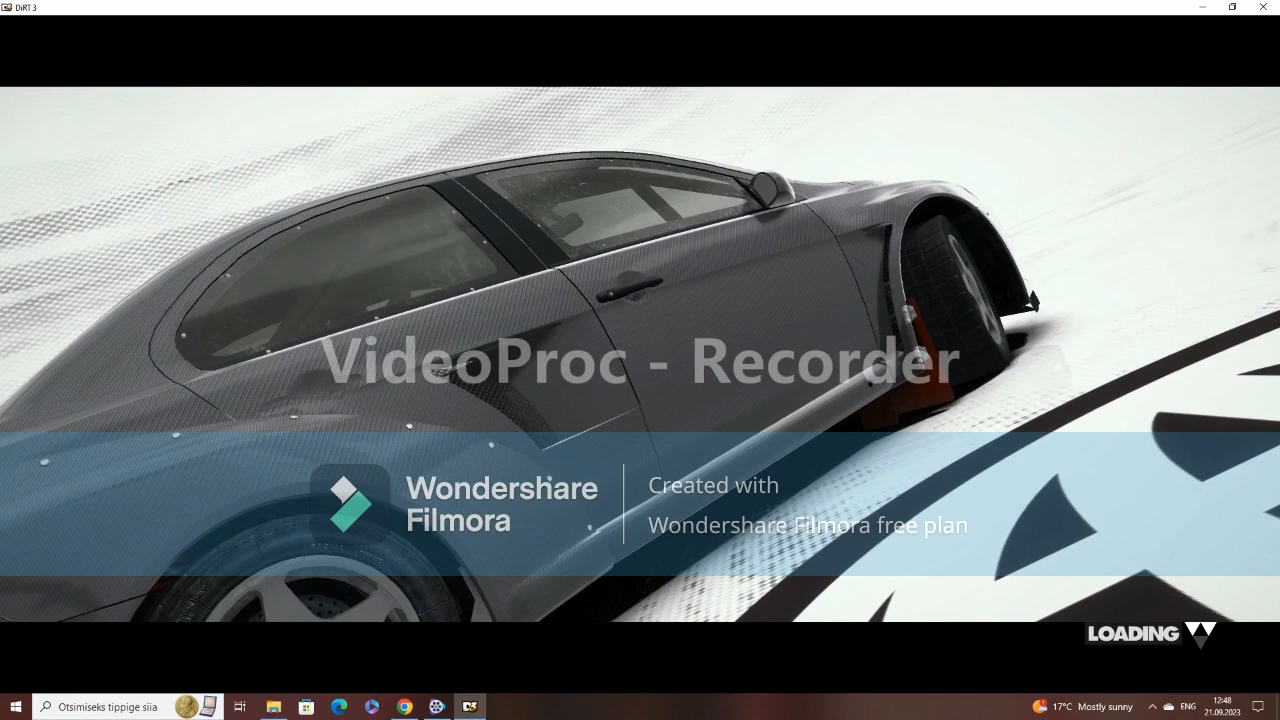 DiRT 3
VideoProc - Recorder
Wondershare
Filmora
Created with
Wondershare Filmora free plan
LOADING
Otsimiseks tippige siia
17°C Mostly sunny
ENG
12:48
21.09.2023